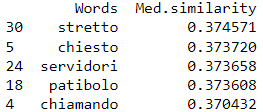 Words Med.similarity
30 stretto 0.374571
5 chiesto 0.373720
24 servidori 0.373658
18 patibolo 0.373608
4 chiamando 0.370432